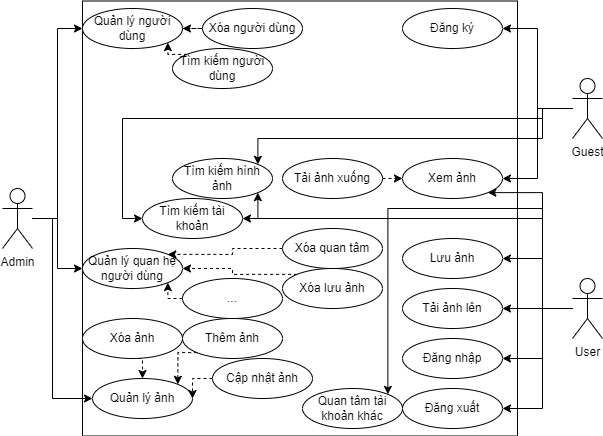 Quản lý người
dùng
Xóa người dùng
Đăng ký
Tìm kiếm người
dùng
Guest
Tìm kiếm hình
ảnh
Tải ảnh xuống
Xem ảnh
Tìm kiếm tài
khoản
Admin
Quản lý quan hệ
người dùng
Xóa quan tâm
Lưu ảnh
Xóa lưu ảnh
...
Tải ảnh lên
Xóa ảnh
Thêm ảnh
User
Đăng nhập
Cập nhật ảnh
Quản lý ảnh
Quan tâm tài
khoản khác
Đăng xuất